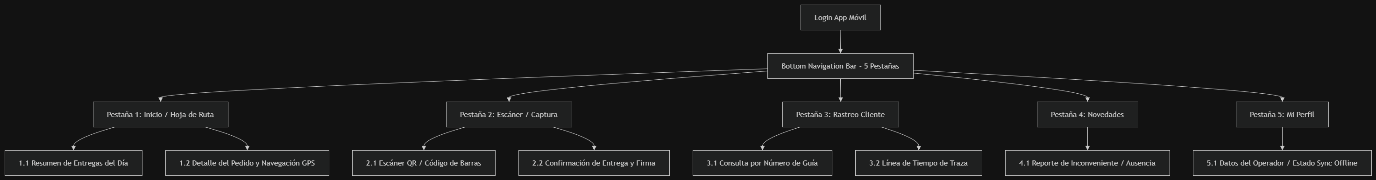 Login App Móvil
Bottom Navigation Bar - 5 Pestañas
Pestaña 1: Inicio / Hoja de Ruta
Pestaña 2: Escáner / Captura
Pestaña 3: Rastreo Cliente
Pestaña 4: Novedades
Pestaña 5: Mi Perfil
1.1 Resumen de Entregas del Día
1.2 Detalle del Pedido y Navegación GPS
2.1 Escáner QR / Código de Barras
2.2 Confirmación de Entrega y Firma
3.1 Consulta por Número de Guía
3.2 Línea de Tiempo de Traza
4.1 Reporte de Inconveniente / Ausencia
5.1 Datos del Operador / Estado Sync Offline